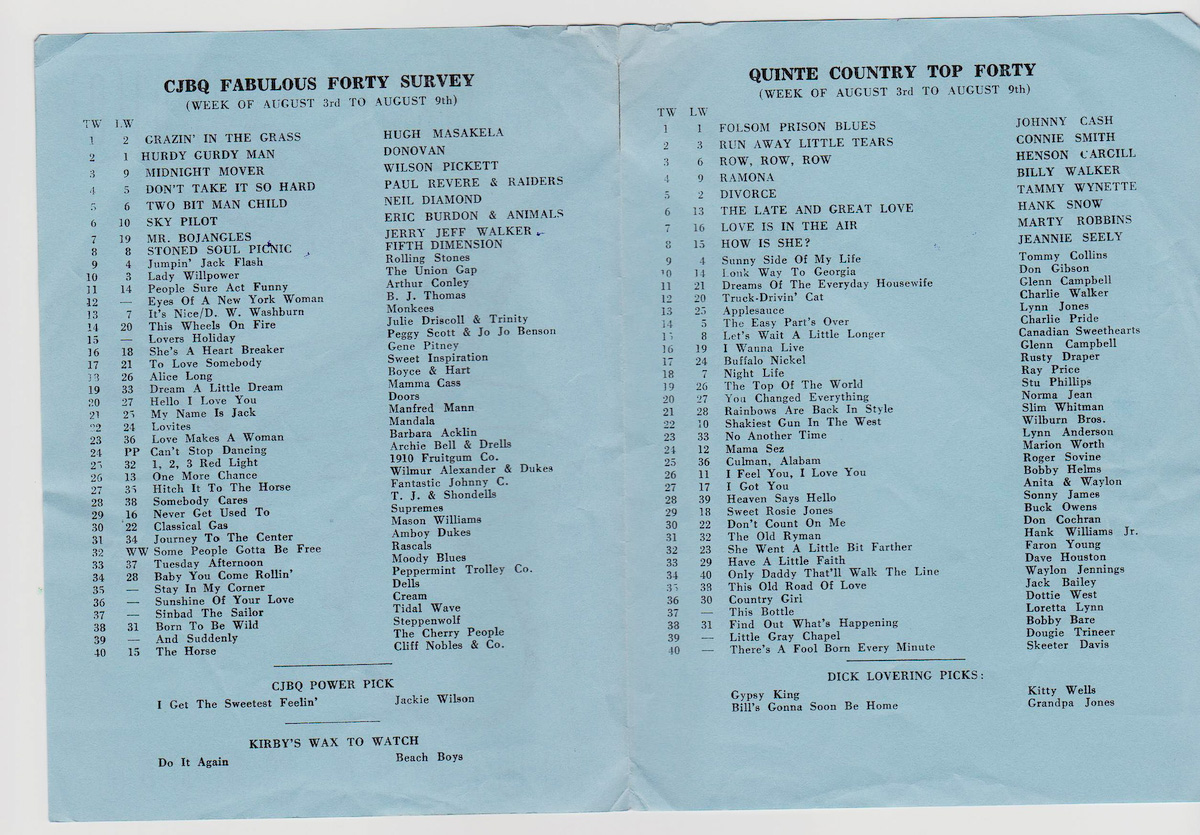 CJBQ FABULOUS FORTY SURVEY
(WEEK OF AUGUST 3rd TO AUGUST 9th)
TW LW
1 2 GRAZIN' IN THE GRASS HUGH MASAKELA
2 1 HURDY GURDY MAN DONOVAN
3 9 MIDNIGHT MOVER WILSON PICKETT
4 5 DON'T TAKE IT SO HARD PAUL REVERE & RAIDERS
5 6 TWO BIT MAN CHILD NEIL DIAMOND
6 10 SKY PILOT ERIC BURDON & ANIMALS
7 19 MR. BOJANGLES JERRY JEFF WALKER
8 8 STONED SOUL PICNIC FIFTH DIMENSION
9 4 Jumpin' Jack Flash Rolling Stones
10 3 Lady Willpower The Union Gap
11 14 People Sure Act Funny Arthur Conley
12 — Eyes Of A New York Woman B. J. Thomas
13 7 It's Nice/D. W. Washburn Monkees
14 20 This Wheels On Fire Julie Driscoll & Trinity
15 — Lovers Holiday Peggy Scott & Jo Jo Benson
16 18 She's A Heart Breaker Gene Pitney
17 21 To Love Somebody Sweet Inspiration
18 26 Alice Long Boyce & Hart
19 33 Dream A Little Dream Mamma Cass
20 27 Hello I Love You Doors
21 25 My Name Is Jack Manfred Mann
22 24 Lovites Mandala
23 36 Love Makes A Woman Barbara Acklin
24 PP Can't Stop Dancing Archie Bell & Drells
25 32 1, 2, 3 Red Light 1910 Fruitgum Co.
26 13 One More Chance Wilmur Alexander & Dukes
27 35 Hitch It To The Horse Fantastic Johnny C.
28 38 Somebody Cares T. J. & Shondells
29 16 Never Get Used To Supremes
30 22 Classical Gas Mason Williams
31 34 Journey To The Center Amboy Dukes
32 WW Some People Gotta Be Free Rascals
33 37 Tuesday Afternoon Moody Blues
34 28 Baby You Come Rollin' Peppermint Trolley Co.
35 — Stay In My Corner Dells
36 — Sunshine Of Your Love Cream
37 — Sinbad The Sailor Tidal Wave
38 31 Born To Be Wild Steppenwolf
39 — And Suddenly The Cherry People
40 15 The Horse Cliff Nobles & Co.
CJBQ POWER PICK
I Get The Sweetest Feelin' Jackie Wilson
KIRBY'S WAX TO WATCH
Do It Again Beach Boys
QUINTE COUNTRY TOP FORTY
(WEEK OF AUGUST 3rd TO AUGUST 9th)
TW LW
1 1 FOLSOM PRISON BLUES JOHNNY CASH
2 3 RUN AWAY LITTLE TEARS CONNIE SMITH
3 6 ROW, ROW, ROW HENSON CARGILL
4 9 RAMONA BILLY WALKER
5 2 DIVORCE TAMMY WYNETTE
6 13 THE LATE AND GREAT LOVE HANK SNOW
7 16 LOVE IS IN THE AIR MARTY ROBBINS
8 15 HOW IS SHE? JEANNIE SEELY
9 4 Sunny Side Of My Life Tommy Collins
10 14 Lonk Way To Georgia Don Gibson
11 21 Dreams Of The Everyday Housewife Glenn Campbell
12 20 Truck-Drivin' Cat Charlie Walker
13 25 Applesauce Lynn Jones
14 5 The Easy Part's Over Charlie Pride
15 8 Let's Wait A Little Longer Canadian Sweethearts
16 19 I Wanna Live Glenn Campbell
17 24 Buffalo Nickel Rusty Draper
18 7 Night Life Ray Price
19 26 The Top Of The World Stu Phillips
20 27 You Changed Everything Norma Jean
21 28 Rainbows Are Back In Style Slim Whitman
22 10 Shakiest Gun In The West Wilburn Bros.
23 33 No Another Time Lynn Anderson
24 12 Mama Sez Marion Worth
25 36 Culman, Alabam Roger Sovine
26 11 I Feel You, I Love You Bobby Helms
27 17 I Got You Anita & Waylon
28 39 Heaven Says Hello Sonny James
29 18 Sweet Rosie Jones Buck Owens
30 22 Don't Count On Me Don Cochran
31 32 The Old Ryman Hank Williams Jr.
32 23 She Went A Little Bit Farther Faron Young
33 29 Have A Little Faith Dave Houston
34 40 Only Daddy That'll Walk The Line Waylon Jennings
35 38 This Old Road Of Love Jack Bailey
36 30 Country Girl Dottie West
37 — This Bottle Loretta Lynn
38 31 Find Out What's Happening Bobby Bare
39 — Little Gray Chapel Dougie Trineer
40 — There's A Fool Born Every Minute Skeeter Davis
DICK LOVERING PICKS:
Gypsy King Kitty Wells
Bill's Gonna Soon Be Home Grandpa Jones